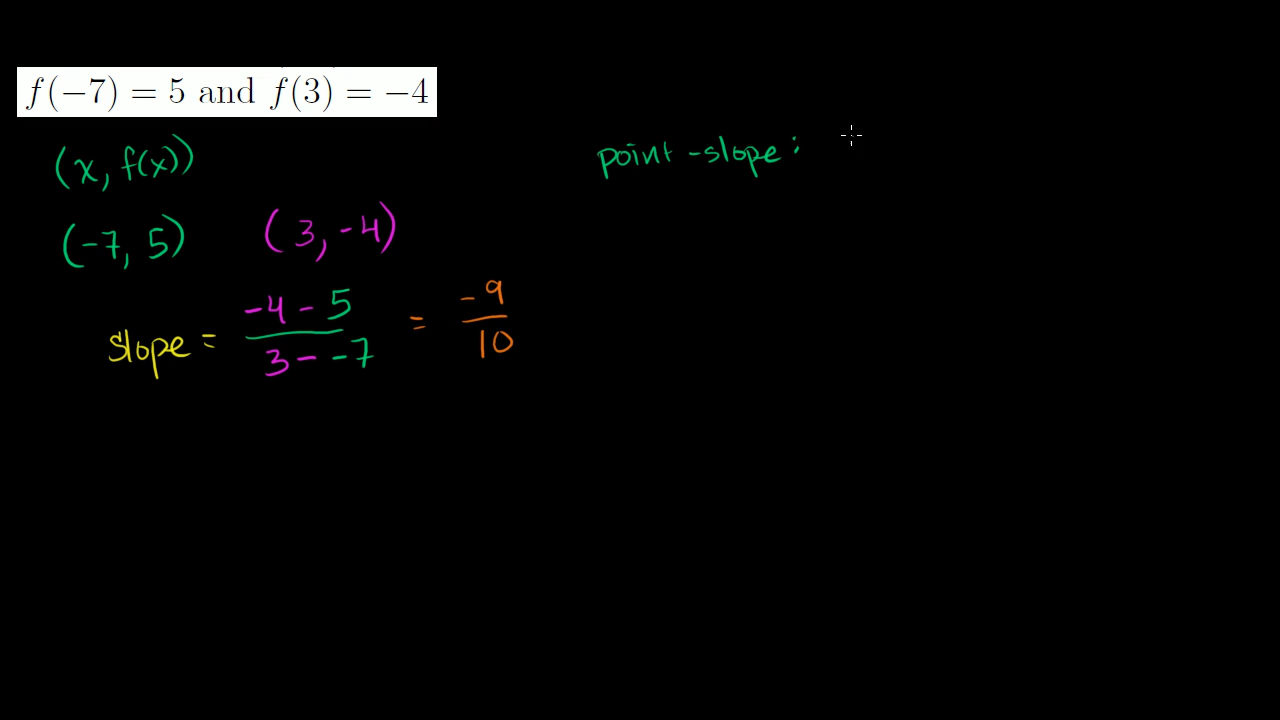 f(−7) = 5 and f(3) = −4
(x, f(x))
point-slope:
(-7, 5) (3, -4)
slope = -4 - 5 / 3 - -7 = -9 / 10